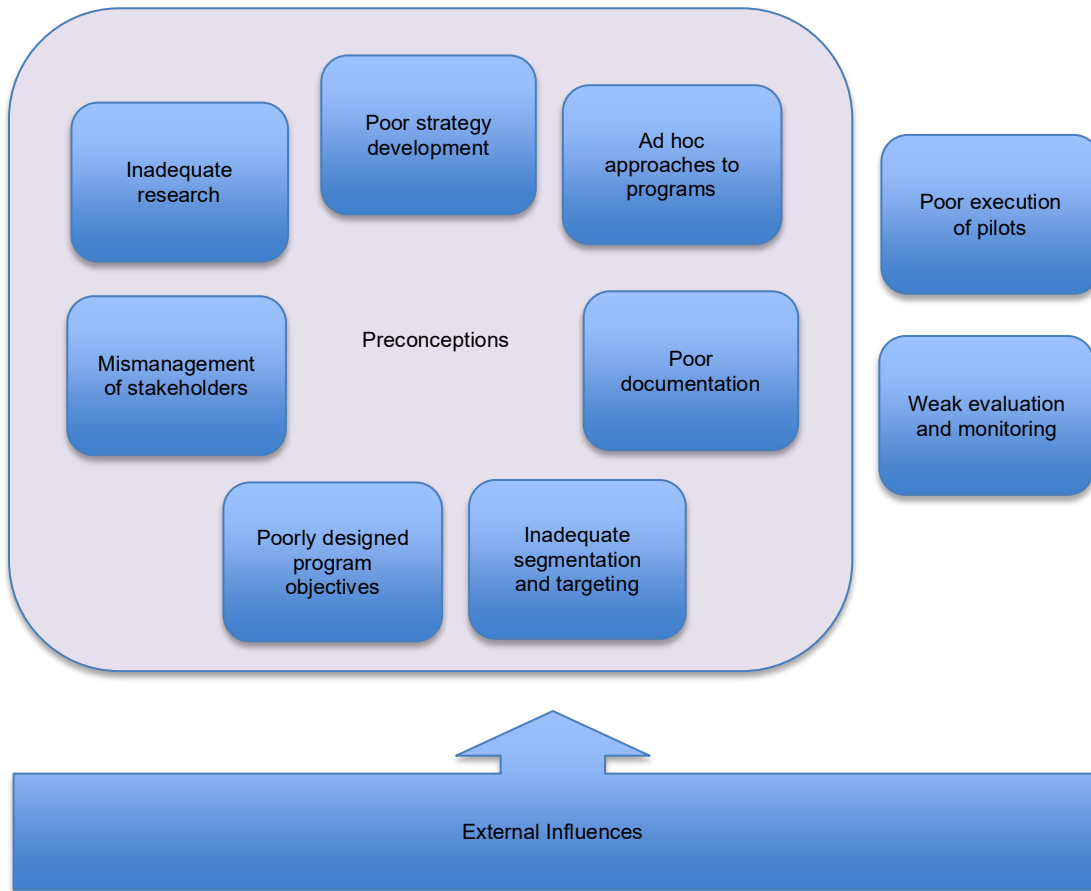 Poor strategy
development
Ad hoc
approaches to
programs
Inadequate
research
Poor execution
of pilots
Preconceptions
Mismanagement
of stakeholders
Poor
documentation
Weak evaluation
and monitoring
Poorly designed
program
objectives
Inadequate
segmentation
and targeting
External Influences